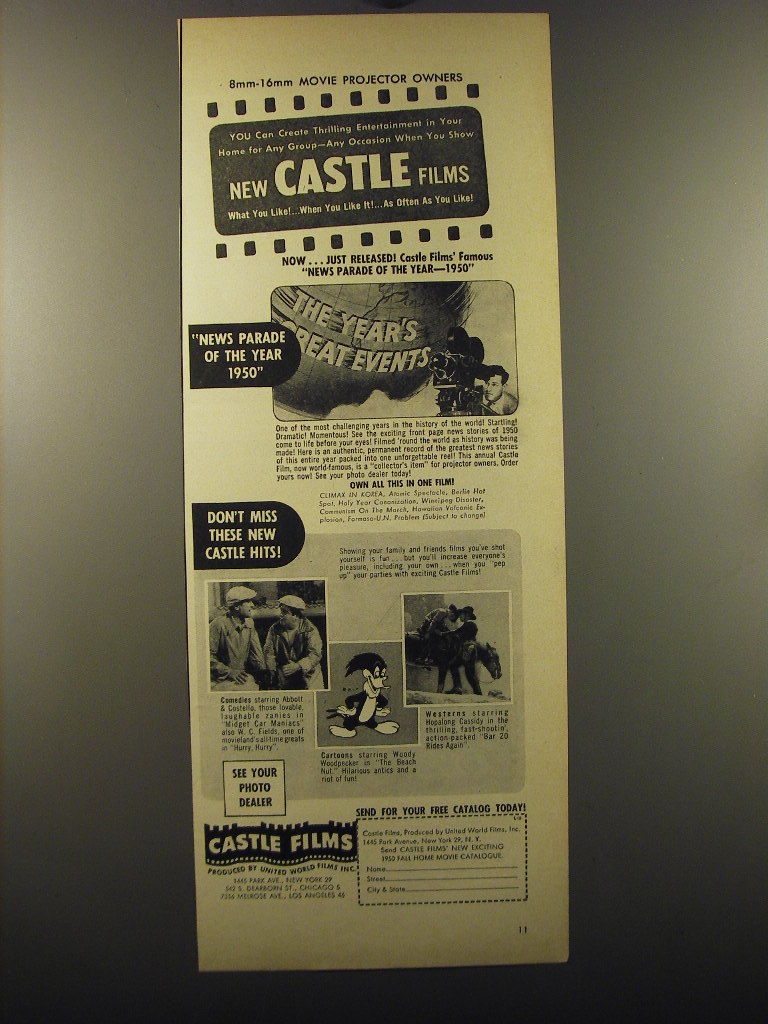 8mm-16mm MOVIE PROJECTOR OWNERS
YOU Can Create Thrilling Entertainment in Your
Home for Any Group—Any Occasion When You Show
NEW CASTLE FILMS
What You Like!...When You Like It!...As Often As You Like!
NOW...JUST RELEASED! Castle Films' Famous
"NEWS PARADE OF THE YEAR—1950"
THE YEAR'S
GREAT EVENTS
"NEWS PARADE
OF THE YEAR
1950"
One of the most challenging years in the history of the world! Startling!
Dramatic! Momentous! See the exciting front page news stories of 1950
come to life before your eyes! Filmed 'round the world as history was being
made! Here is an authentic, permanent record of the greatest news stories
of this entire year packed into one unforgettable reel! This annual Castle
Film, now world-famous, is a "collector's item" for projector owners. Order
yours now! See your photo dealer today!
OWN ALL THIS IN ONE FILM!
CLIMAX IN KOREA, Atomic Spectacle, Berlin Hot
Spot, Holy Year Canonization, Winnipeg Disaster,
Communism On The March, Hawaiian Volcanic Ex-
plosion, Formosa-U.N. Problem (Subject to change)
DON'T MISS
THESE NEW
CASTLE HITS!
Showing your family and friends films you've shot
yourself is fun... but you'll increase everyone's
pleasure, including your own...when you "pep
up" your parties with exciting Castle Films!
Comedies starring Abbott
& Costello, those lovable,
laughable zanies in
"Midget Car Maniacs"
also W. C. Fields, one of
movieland's all-time greats
in "Hurry, Hurry".
Cartoons starring Woody
Woodpecker in "The Beach
Nut." Hilarious antics and a
riot of fun!
Westerns starring
Hopalong Cassidy in the
thrilling, fast-shootin',
action-packed "Bar 20
Rides Again".
SEE YOUR
PHOTO
DEALER
CASTLE FILMS
PRODUCED BY UNITED WORLD FILMS INC.
1445 PARK AVE., NEW YORK 29
542 S. DEARBORN ST., CHICAGO 5
7356 MELROSE AVE., LOS ANGELES 46
SEND FOR YOUR FREE CATALOG TODAY!
Castle Films, Produced by United World Films, Inc.
1445 Park Avenue, New York 29, N. Y.
Send CASTLE FILMS' NEW EXCITING
1950 FALL HOME MOVIE CATALOGUE.
Name
Street
City & State
11